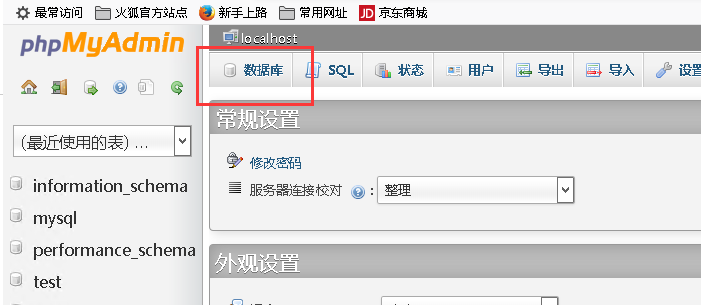 最常访问 火狐官方站点 新手上路 常用网址 JD 京东商城
phpMyAdmin
localhost
数据库 SQL 状态 用户 导出 导入 设置
(最近使用的表) ...
常规设置
修改密码
服务器连接校对 : 整理
information_schema
mysql
performance_schema
test
外观设置